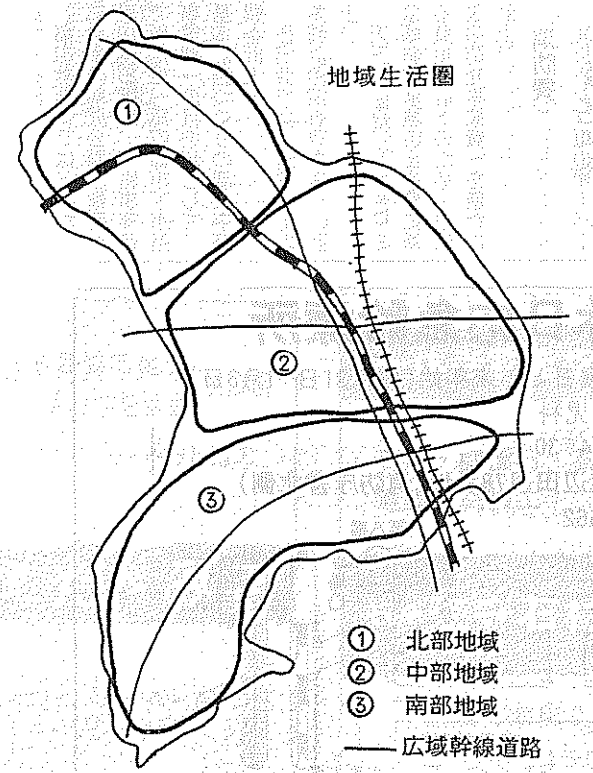 地域生活圏
①
②
③
① 北部地域
② 中部地域
③ 南部地域
広域幹線道路